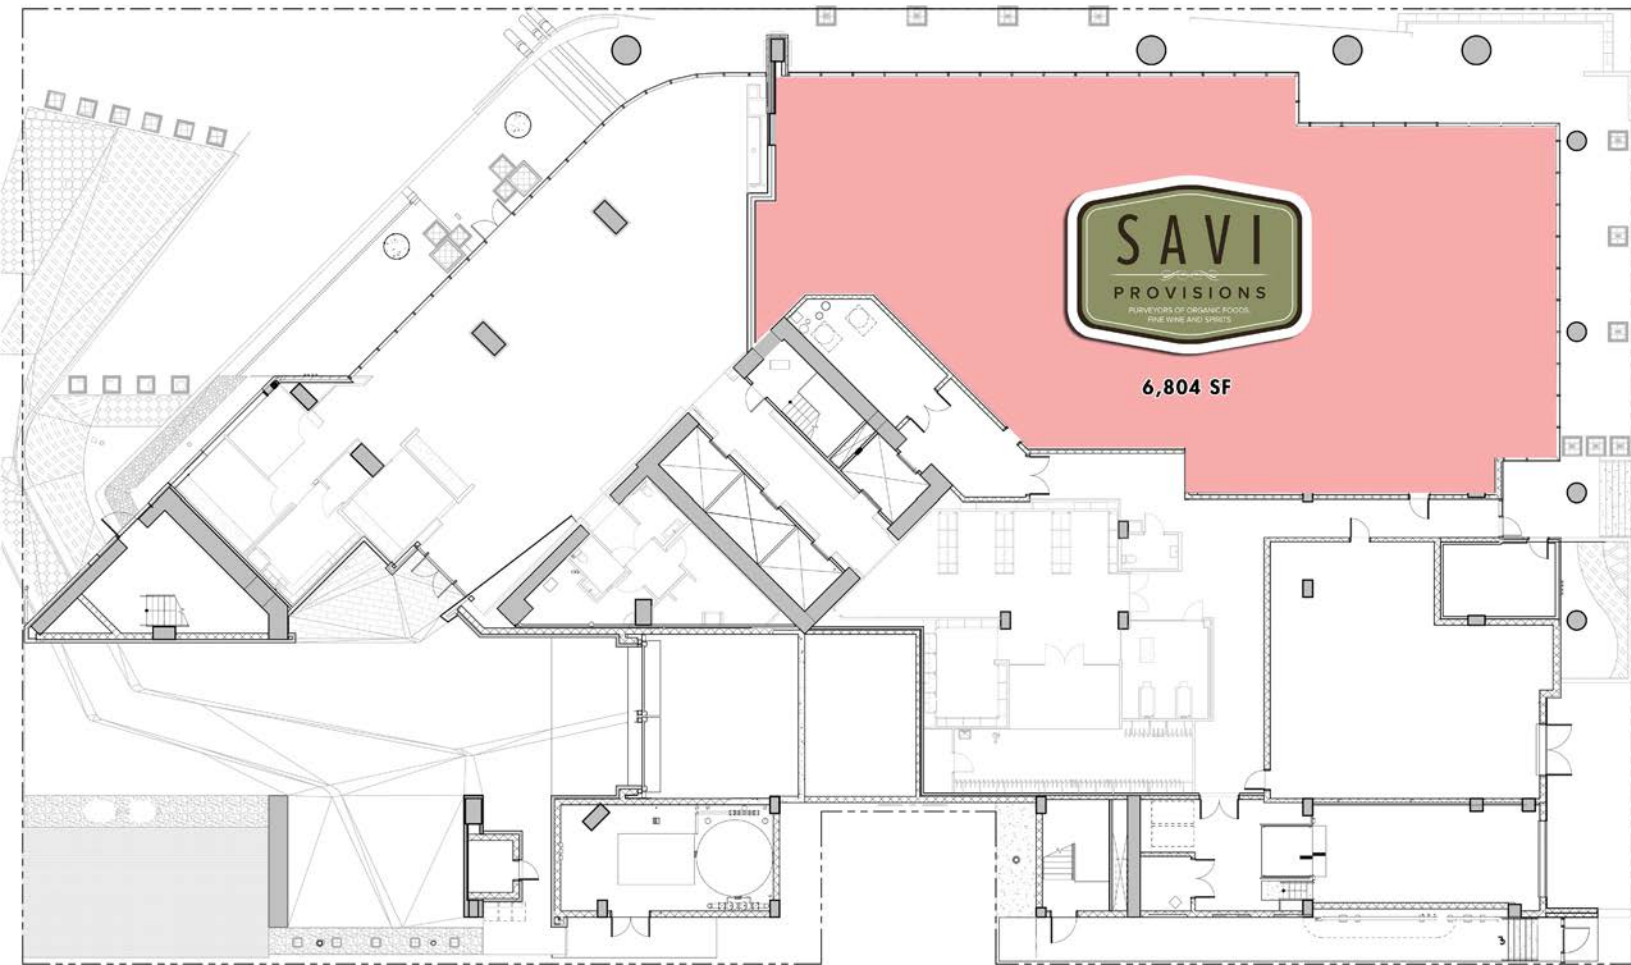 SAVI
PROVISIONS
PURVEYORS OF ORGANIC FOODS,
FINE WINE AND SPIRITS
6,804 SF